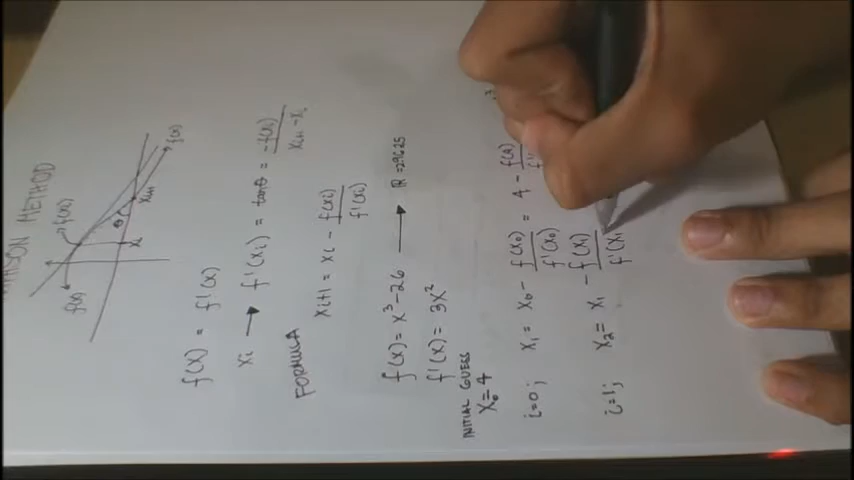 METHOD
f(x)
f(xi)
θ
xi
xi+1
f(x)
f(x) = f'(x)
xi → f'(xi) = tanθ = -f(xi) / xi+1 - xi
FORMULA
xi+1 = xi - f(xi) / f'(xi)
f(x) = x³-26 → R=2.9625
f'(x) = 3x²
INITIAL GUESS
x₀=4
i=0; x₁ = x₀ - f(x₀) / f'(x₀) = 4 - f(4) / f'
i=1; x₂ = x₁ - f(x₁) / f'(x₁